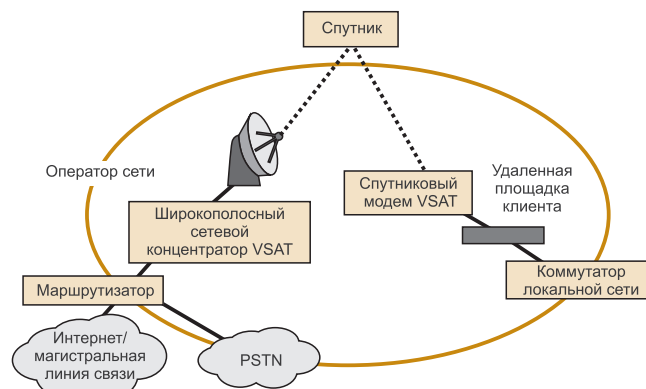 Спутник
Оператор сети
Удаленная
площадка
клиента
Спутниковый
модем VSAT
Широкополосный
сетевой
концентратор VSAT
Маршрутизатор
Коммутатор
локальной сети
Интернет/
магистральная
линия связи
PSTN